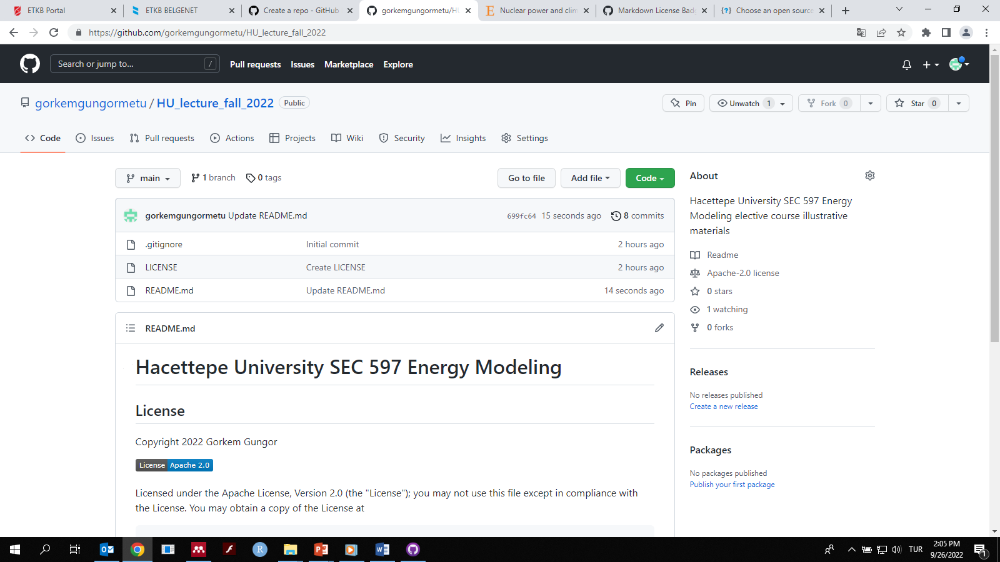 ETKB Portal
ETKB BELGENET
Create a repo - GitHub
gorkemgungormetu/HU
Nuclear power and clim
Markdown License Badg
Choose an open source
https://github.com/gorkemgungormetu/HU_lecture_fall_2022
Search or jump to... /
Pull requests Issues Marketplace Explore
gorkemgungormetu / HU_lecture_fall_2022 Public
Pin Unwatch 1 Fork 0 Star 0
Code Issues Pull requests Actions Projects Wiki Security Insights Settings
main 1 branch 0 tags Go to file Add file Code
gorkemgungormetu Update README.md 699fc64 15 seconds ago 8 commits
.gitignore Initial commit 2 hours ago
LICENSE Create LICENSE 2 hours ago
README.md Update README.md 14 seconds ago
README.md
Hacettepe University SEC 597 Energy Modeling
License
Copyright 2022 Gorkem Gungor
License Apache 2.0
Licensed under the Apache License, Version 2.0 (the "License"); you may not use this file except in compliance with
the License. You may obtain a copy of the License at
About
Hacettepe University SEC 597 Energy
Modeling elective course illustrative
materials
Readme
Apache-2.0 license
0 stars
1 watching
0 forks
Releases
No releases published
Create a new release
Packages
No packages published
Publish your first package
TUR
2:05 PM
9/26/2022
1